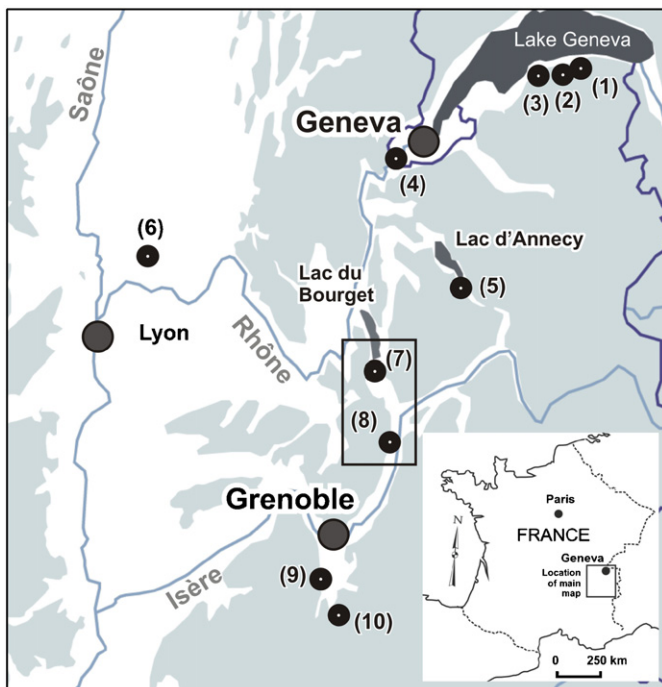 Lake Geneva
Saône
(3)
(2)
(1)
Geneva
(4)
(6)
Lac d'Annecy
Lac du
Bourget
(5)
Lyon
Rhône
(7)
(8)
Grenoble
Isère
(9)
(10)
Paris
N
FRANCE
Geneva
Location
of main
map
0 250 km